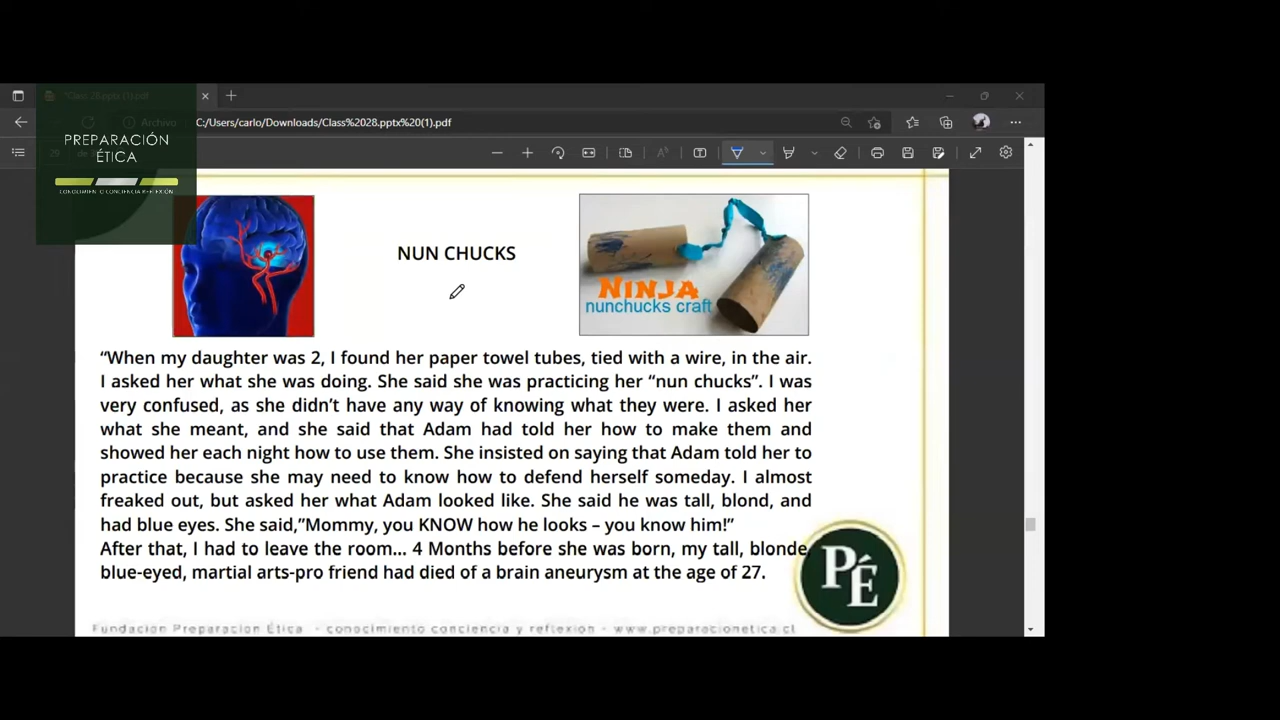 PREPARACIÓN
ÉTICA
CONOCIMIENTO CONCIENCIA REFLEXIÓN
Archivo
C:/Users/carlo/Downloads/Class%2028.pptx%20(1).pdf
NUN CHUCKS
NINJA
nunchucks craft
“When my daughter was 2, I found her paper towel tubes, tied with a wire, in the air.
I asked her what she was doing. She said she was practicing her “nun chucks”. I was
very confused, as she didn’t have any way of knowing what they were. I asked her
what she meant, and she said that Adam had told her how to make them and
showed her each night how to use them. She insisted on saying that Adam told her to
practice because she may need to know how to defend herself someday. I almost
freaked out, but asked her what Adam looked like. She said he was tall, blond, and
had blue eyes. She said,”Mommy, you KNOW how he looks – you know him!”
After that, I had to leave the room... 4 Months before she was born, my tall, blonde,
blue-eyed, martial arts-pro friend had died of a brain aneurysm at the age of 27.
PÉ
Fundación Preparación Ética - conocimiento conciencia y reflexión - www.preparacionetica.cl